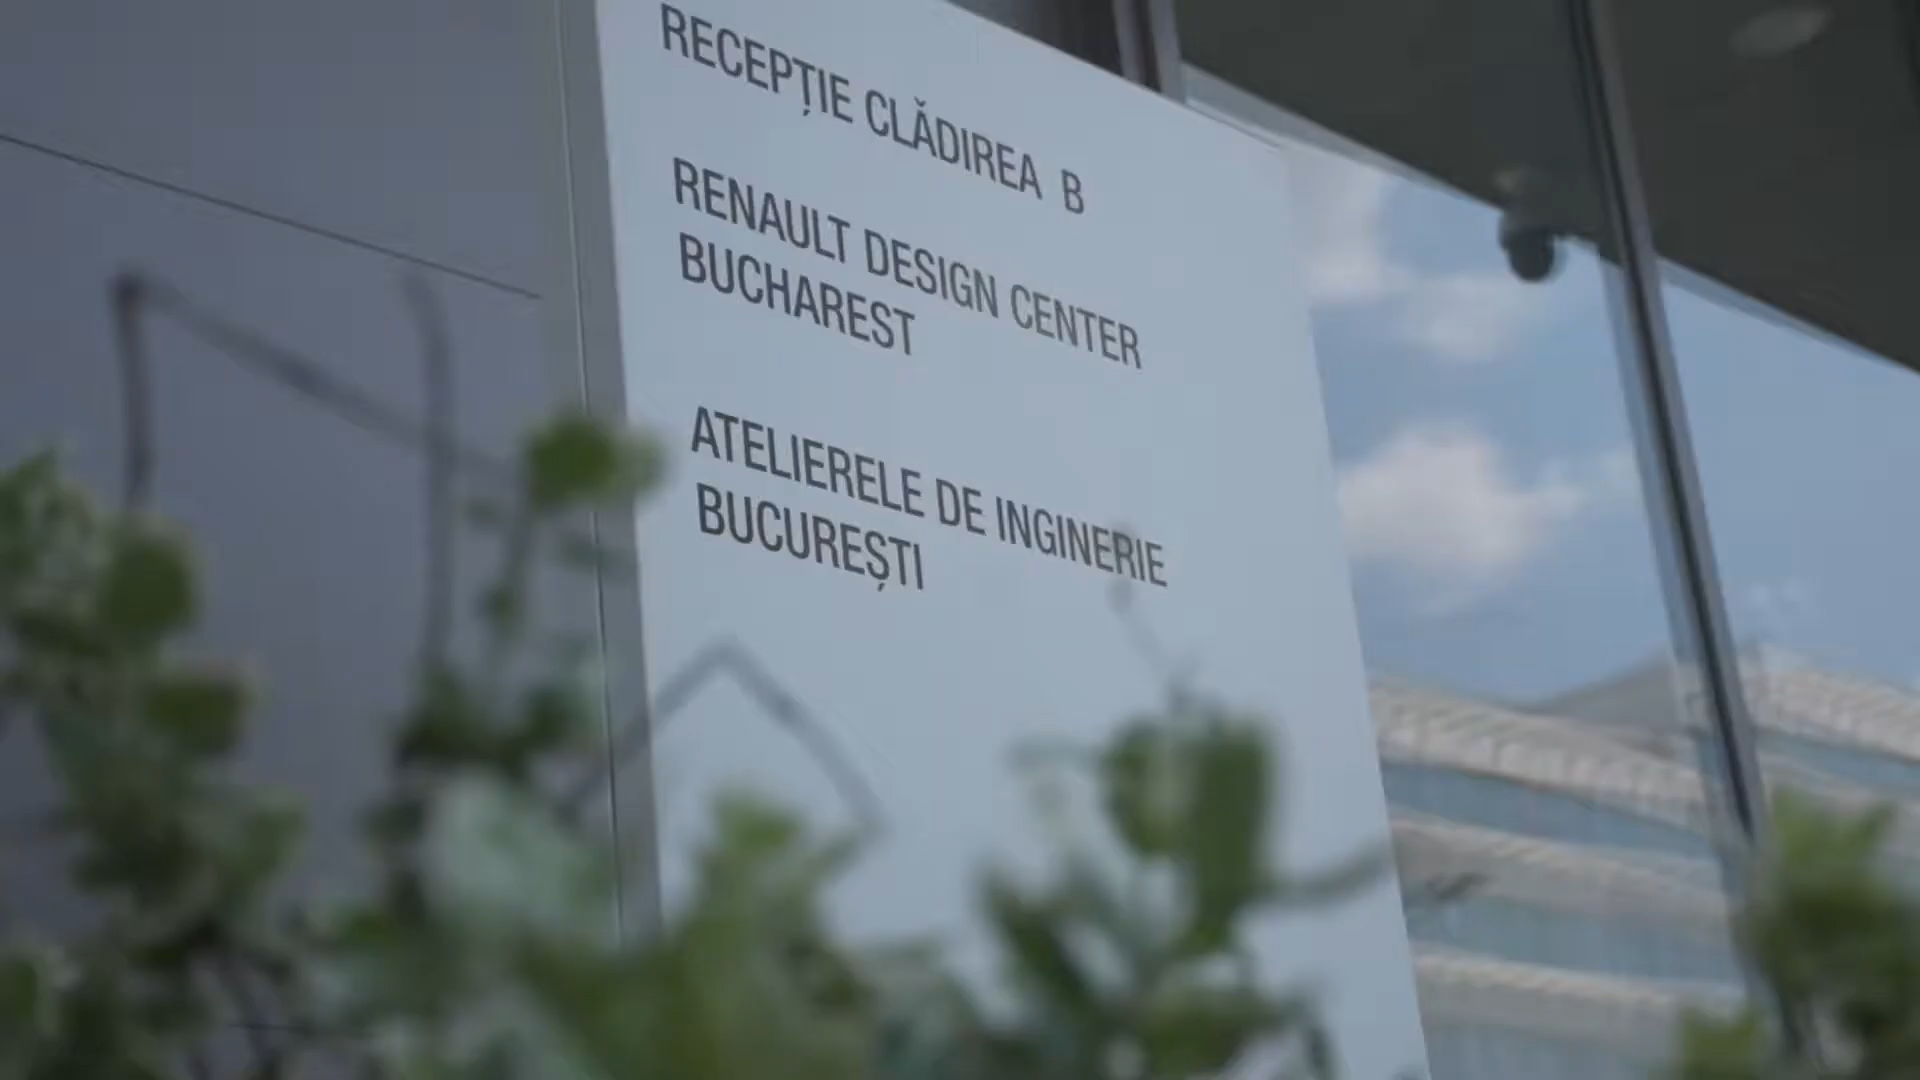 RECEPȚIE CLĂDIREA B
RENAULT DESIGN CENTER
BUCHAREST
ATELIERELE DE INGINERIE
BUCUREȘTI